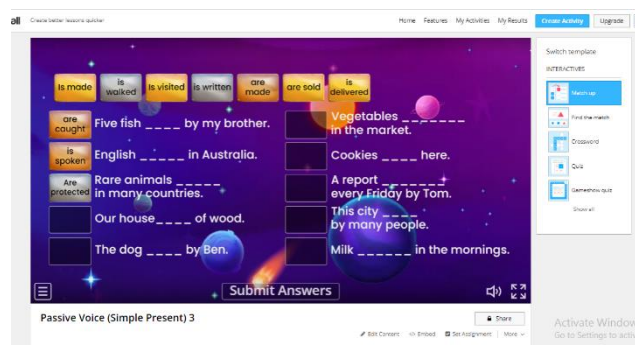 all
Create better lessons quicker
Home Features My Activities My Results Create Activity Upgrade
Is made
is walked
Is visited
is written
are made
are sold
is delivered
are caught
Five fish ____ by my brother.
is spoken
English _____ in Australia.
Are protected
Rare animals _____
in many countries.
Our house____ of wood.
The dog ____ by Ben.
Vegetables _______
in the market.
Cookies ____ here.
A report _______
every Friday by Tom.
This city ____
by many people.
Milk ______ in the mornings.
Submit Answers
Switch template
INTERACTIVES
Match up
Find the match
Crossword
Quiz
Gameshow quiz
Show all
Passive Voice (Simple Present) 3
Share
Edit Content Embed Set Assignment More
Activate Window
Go to Settings to activ